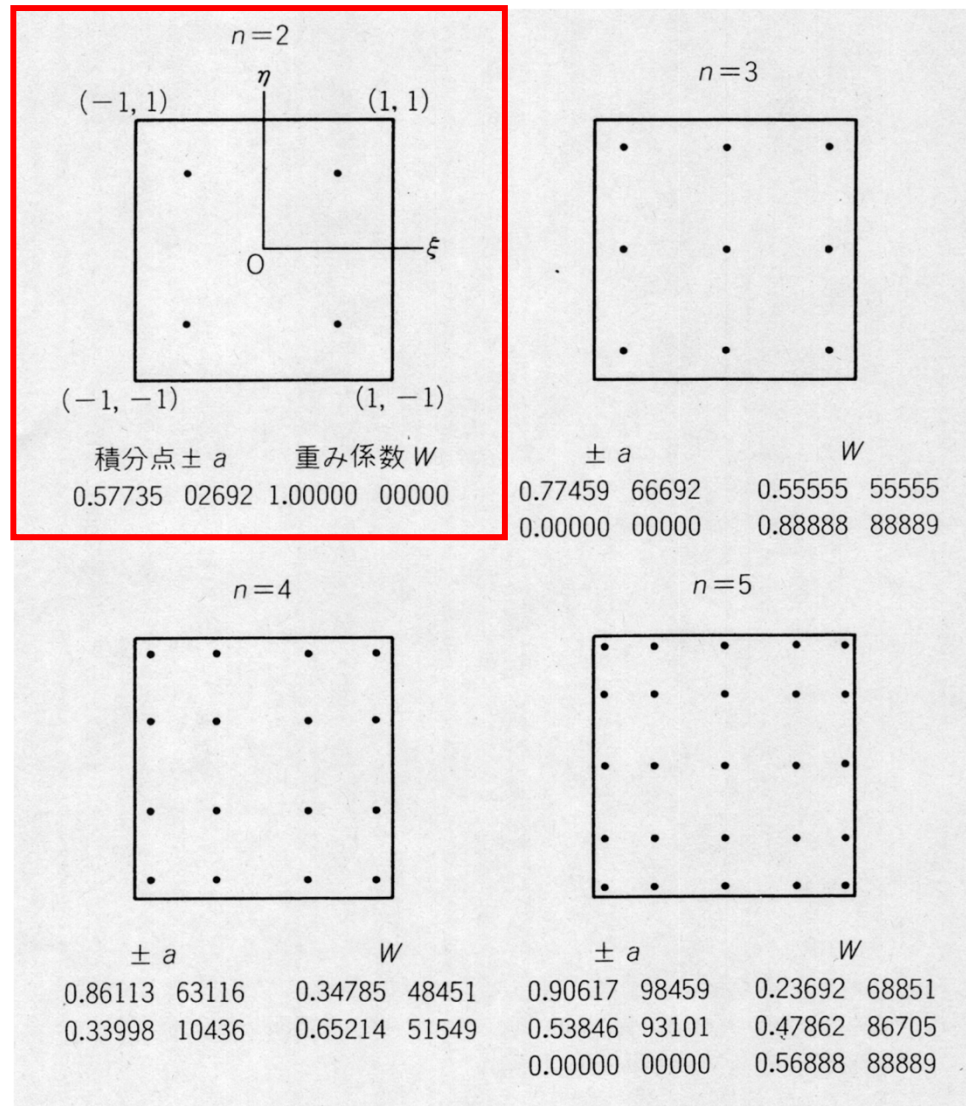 n=2
η
(−1, 1) (1, 1)
ξ
O
(−1, −1) (1, −1)
積分点± a 重み係数 W
0.57735 02692 1.00000 00000
n=3
± a W
0.77459 66692 0.55555 55555
0.00000 00000 0.88888 88889
n=4
± a W
0.86113 63116 0.34785 48451
0.33998 10436 0.65214 51549
n=5
± a W
0.90617 98459 0.23692 68851
0.53846 93101 0.47862 86705
0.00000 00000 0.56888 88889